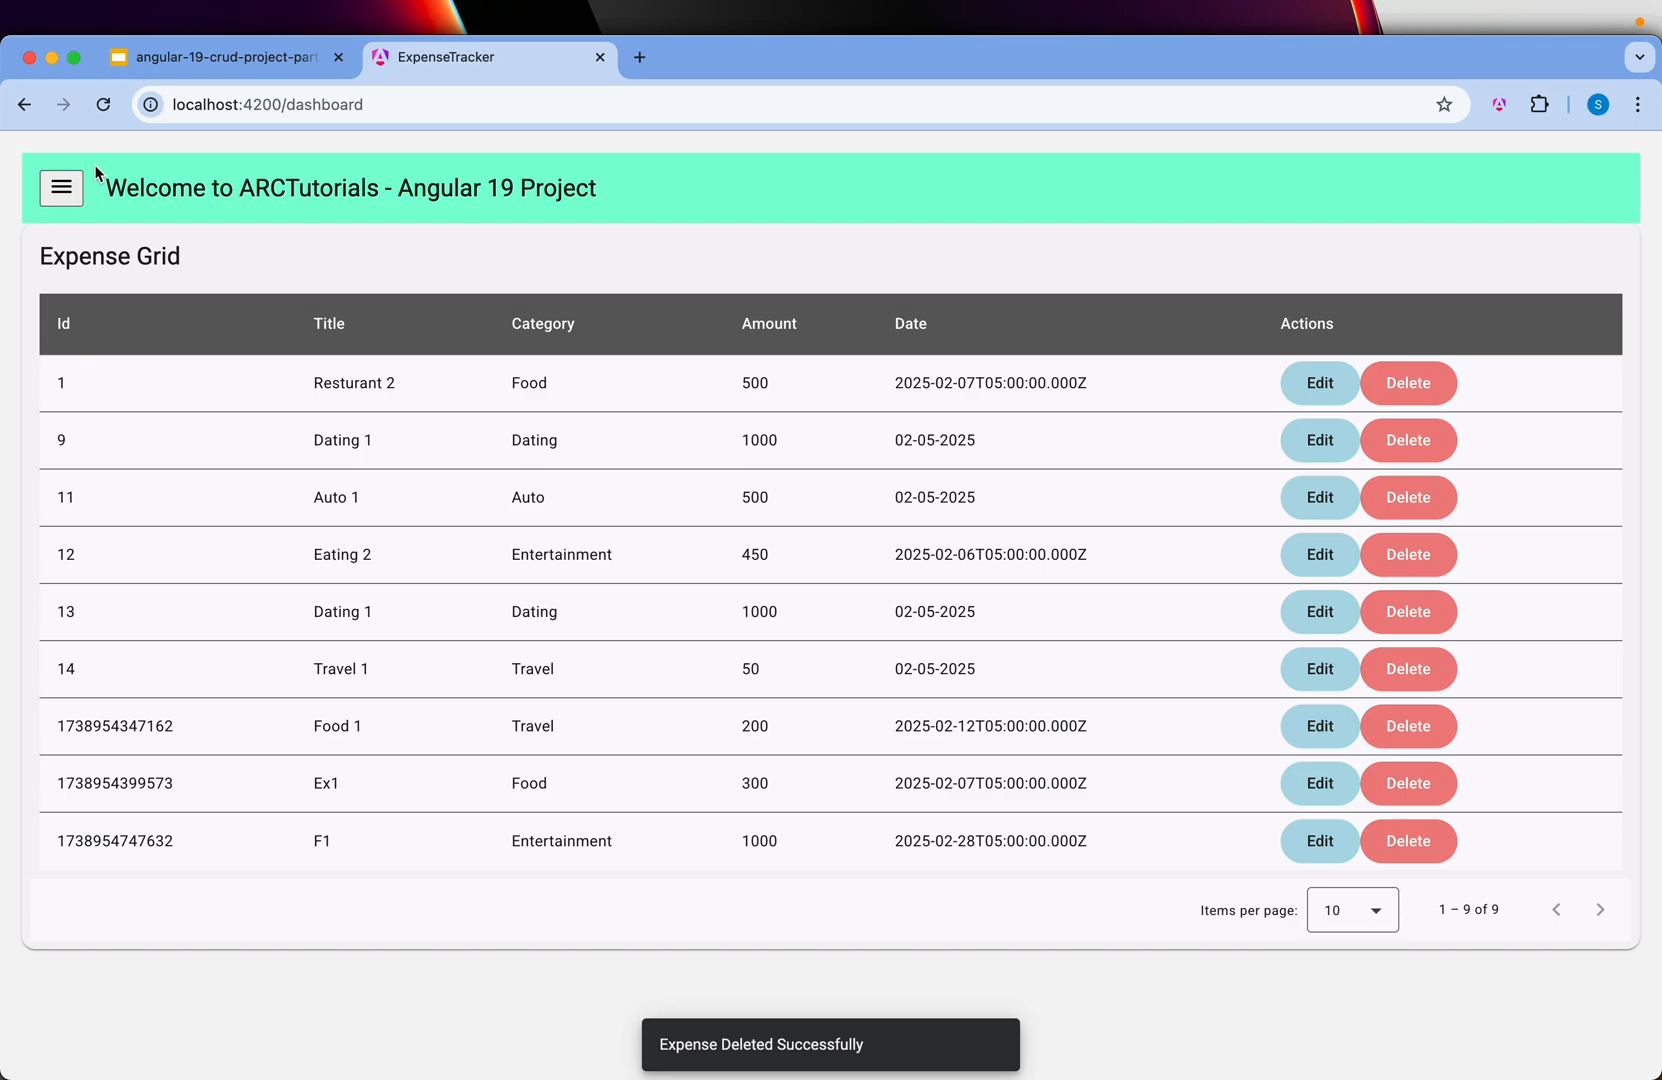 angular-19-crud-project-part
ExpenseTracker
localhost:4200/dashboard
S
Welcome to ARCTutorials - Angular 19 Project
Expense Grid
Id Title Category Amount Date Actions
1 Resturant 2 Food 500 2025-02-07T05:00:00.000Z Edit Delete
9 Dating 1 Dating 1000 02-05-2025 Edit Delete
11 Auto 1 Auto 500 02-05-2025 Edit Delete
12 Eating 2 Entertainment 450 2025-02-06T05:00:00.000Z Edit Delete
13 Dating 1 Dating 1000 02-05-2025 Edit Delete
14 Travel 1 Travel 50 02-05-2025 Edit Delete
1738954347162 Food 1 Travel 200 2025-02-12T05:00:00.000Z Edit Delete
1738954399573 Ex1 Food 300 2025-02-07T05:00:00.000Z Edit Delete
1738954747632 F1 Entertainment 1000 2025-02-28T05:00:00.000Z Edit Delete
Items per page: 10 1 – 9 of 9
Expense Deleted Successfully